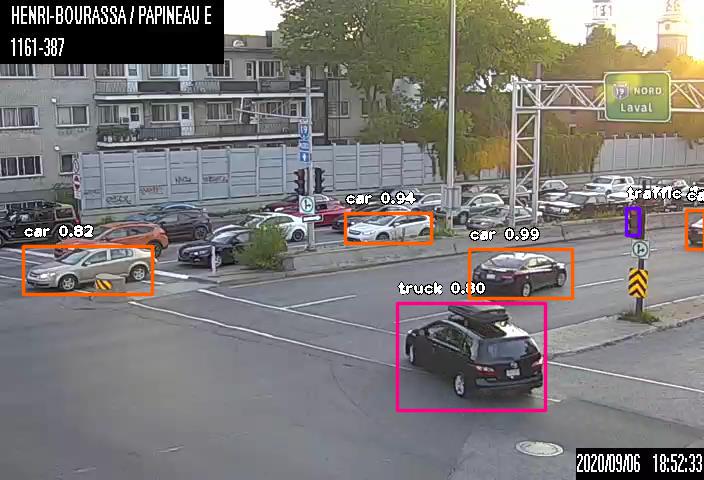 HENRI-BOURASSA / PAPINEAU E
1161-387
19 NORD
Laval
car 0.94
traffic
ca
car 0.82
car 0.99
truck 0.80
2020/09/06 18:52:33